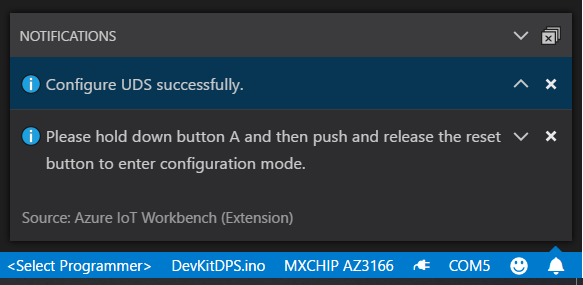 NOTIFICATIONS
Configure UDS successfully.
Please hold down button A and then push and release the reset
button to enter configuration mode.
Source: Azure IoT Workbench (Extension)
<Select Programmer> DevKitDPS.ino MXCHIP AZ3166 COM5